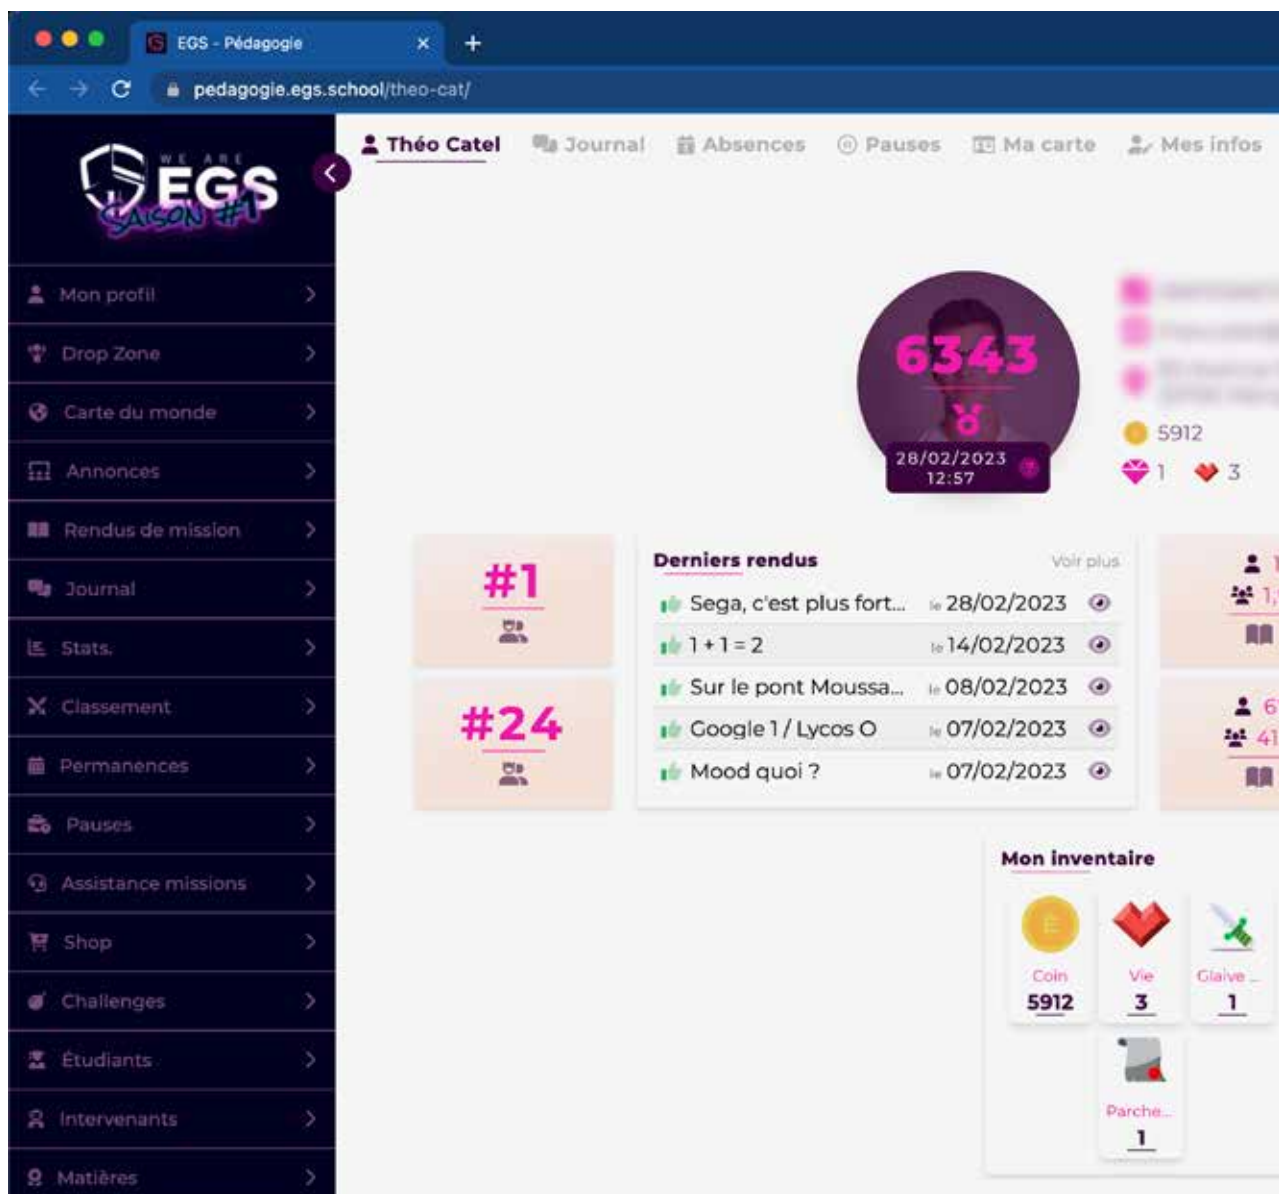 EGS - Pédagogie
pedagogie.egs.school/theo-cat/
WE ARE
EGS
SAISON #1
Théo Catel
Journal
Absences
Pauses
Ma carte
Mes infos
Mon profil
Drop Zone
Carte du monde
Annonces
Rendus de mission
Journal
Stats.
Classement
Permanences
Pauses
Assistance missions
Shop
Challenges
Étudiants
Intervenants
Matières
6343
28/02/2023
12:57
5912
1
3
#1
#24
Derniers rendus
Voir plus
Sega, c'est plus fort... le 28/02/2023
1 + 1 = 2 le 14/02/2023
Sur le pont Moussa... le 08/02/2023
Google 1 / Lycos O le 07/02/2023
Mood quoi ? le 07/02/2023
Mon inventaire
Coin
5912
Vie
3
Glaive ...
1
Parche...
1